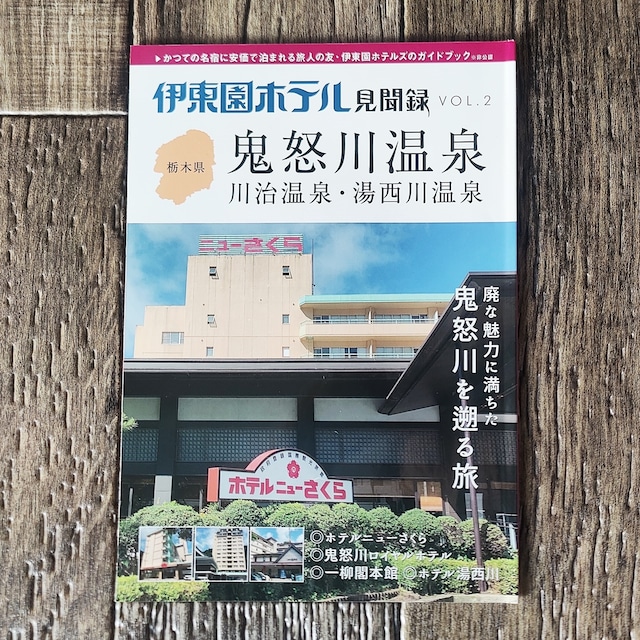 ▶かつての名宿に安価で泊まれる旅人の友・伊東園ホテルズのガイドブック※非公認
伊東園ホテル見聞録 VOL.2
栃木県
鬼怒川温泉
川治温泉・湯西川温泉
ニューさくら
廃な魅力に満ちた
鬼怒川を遡る旅
ホテルニューさくら
◎ホテルニューさくら
◎鬼怒川ロイヤルホテル
◎一柳閣本館 ◎ホテル湯西川